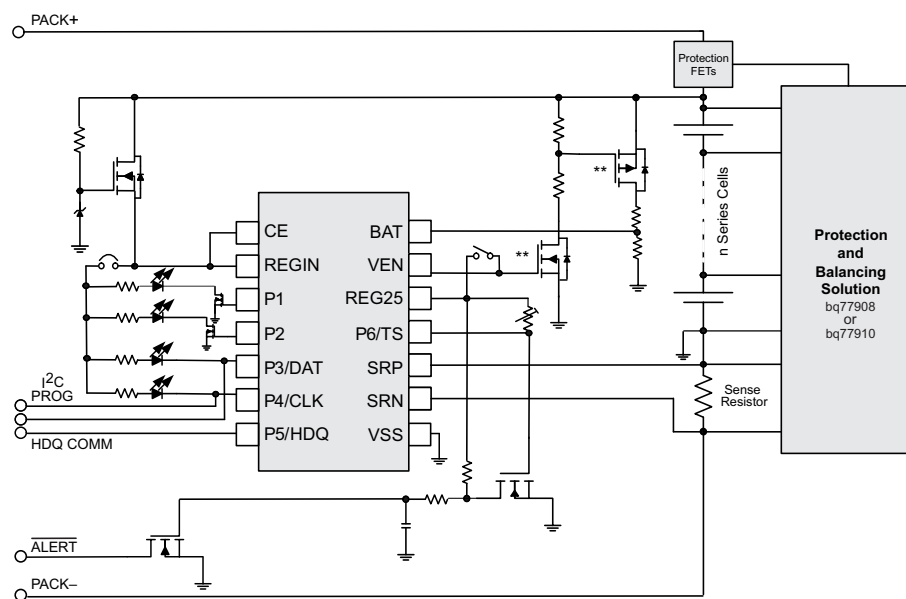 PACK+
Protection
FETs
**
**
n Series Cells
Protection
and
Balancing
Solution
bq77908
or
bq77910
CE
REGIN
P1
P2
P3/DAT
P4/CLK
P5/HDQ
BAT
VEN
REG25
P6/TS
SRP
SRN
VSS
Sense
Resistor
I2C
PROG
HDQ COMM
ALERT
PACK–